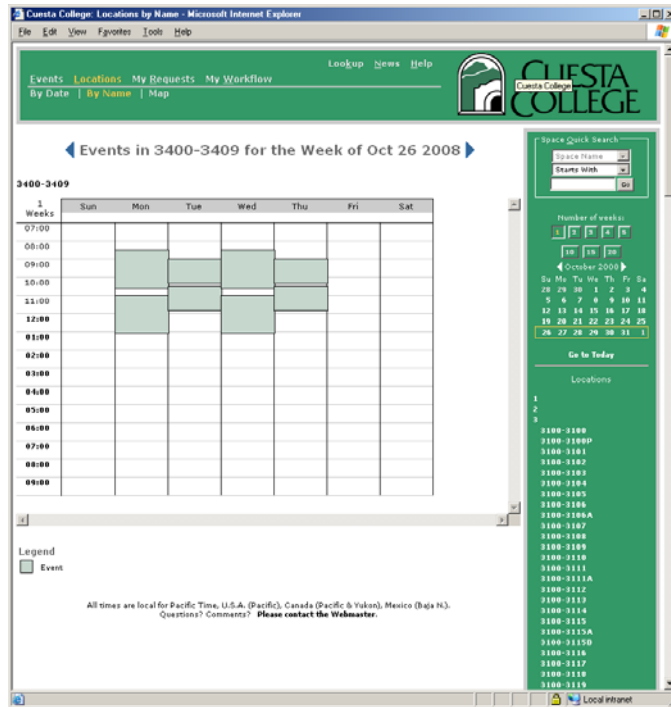 Cuesta College: Locations by Name - Microsoft Internet Explorer
File Edit View Favorites Tools Help
Lookup News Help
Events Locations My Requests My Workflow
By Date | By Name | Map
CUESTA COLLEGE
Cuesta College
Events in 3400-3409 for the Week of Oct 26 2008
3400-3409
1 Weeks Sun Mon Tue Wed Thu Fri Sat
07:00
08:00
09:00
10:00
11:00
12:00
01:00
02:00
03:00
04:00
05:00
06:00
07:00
08:00
09:00
Legend
Event
All times are local for Pacific Time, U.S.A. (Pacific), Canada (Pacific & Yukon), Mexico (Baja N.).
Questions? Comments? Please contact the Webmaster.
Space Quick Search
Space Name
Starts With
Go
Number of weeks:
1 2 3 4 5
10 15 20
October 2008
Su Mo Tu We Th Fr Sa
28 29 30 1 2 3 4
5 6 7 8 9 10 11
12 13 14 15 16 17 18
19 20 21 22 23 24 25
26 27 28 29 30 31 1
Go to Today
Locations
1
2
3
3100-3100
3100-3100P
3100-3101
3100-3102
3100-3103
3100-3104
3100-3105
3100-3106
3100-3106A
3100-3107
3100-3108
3100-3109
3100-3110
3100-3111
3100-3111A
3100-3112
3100-3113
3100-3114
3100-3115
3100-3115A
3100-3115B
3100-3116
3100-3117
3100-3118
3100-3119
Local intranet